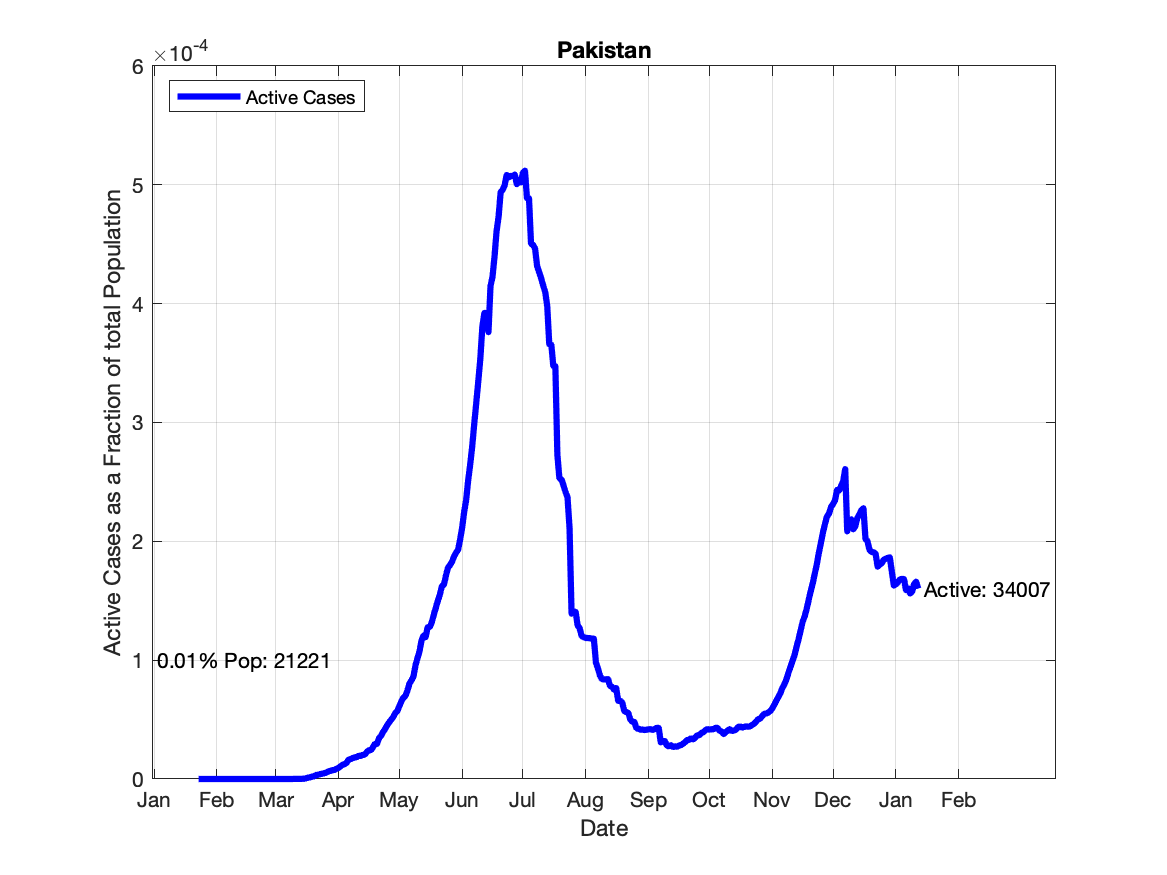 Pakistan
×10-4
Active Cases
6
5
4
3
2
1
0
Active Cases as a Fraction of total Population
0.01% Pop: 21221
Active: 34007
Jan Feb Mar Apr May Jun Jul Aug Sep Oct Nov Dec Jan Feb
Date